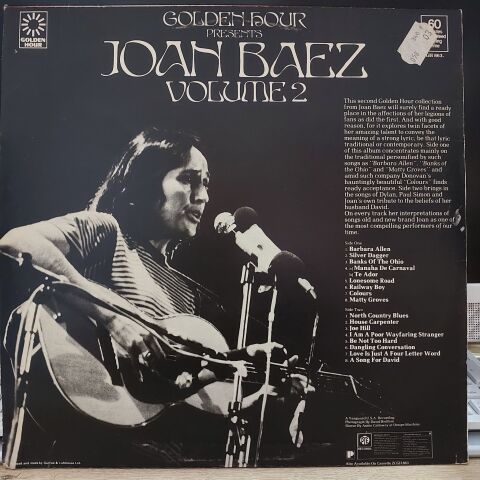 GOLDEN HOUR
PRESENTS
JOAN BAEZ
VOLUME 2
GOLDEN
HOUR
60
This second Golden Hour collection
from Joan Baez will surely find a ready
place in the affections of her legions of
fans as did the first. And with good
reason, for it explores twin facets of
her amazing talent to convey the
meaning of a strong lyric, be that lyric
traditional or contemporary. Side one
of this album concentrates mainly on
the traditional personified by such
songs as "Barbara Allen", "Banks of
the Ohio" and "Matty Groves" and
amid such company Donovan's
hauntingly beautiful "Colours" finds
ready acceptance. Side two brings in
the songs of Dylan, Paul Simon and
Joan's own tribute to the beliefs of her
husband David.
On every track her interpretations of
songs old and new brand Joan as one of
the most compelling performers of our
time.
Side One
1. Barbara Allen
2. Silver Dagger
3. Banks Of The Ohio
4. a) Manaha De Carnaval
b) Te Ador
5. Lonesome Road
6. Railway Boy
7. Colours
8. Matty Groves
Side Two
1. North Country Blues
2. House Carpenter
3. Joe Hill
4. I Am A Poor Wayfaring Stranger
5. Be Not Too Hard
6. Dangling Conversation
7. Love Is Just A Four Letter Word
8. A Song For David
A Vanguard U.S.A. Recording
Also Available On Cassette ZCGH 863